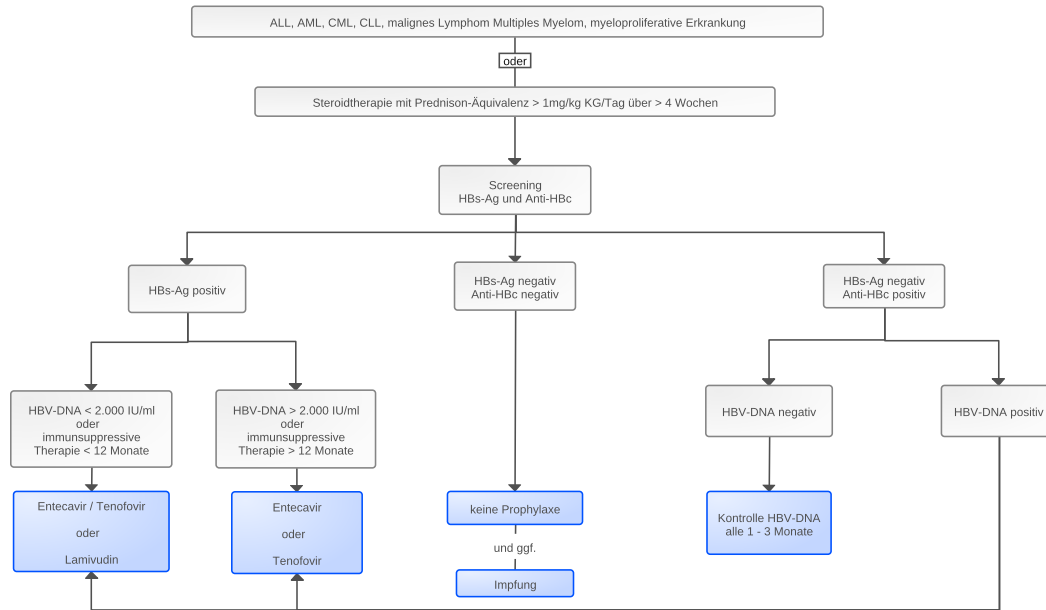 ALL, AML, CML, CLL, malignes Lymphom Multiples Myelom, myeloproliferative Erkrankung
oder
Steroidtherapie mit Prednison-Äquivalenz > 1mg/kg KG/Tag über > 4 Wochen
Screening
HBs-Ag und Anti-HBc
HBs-Ag positiv
HBs-Ag negativ
Anti-HBc negativ
HBs-Ag negativ
Anti-HBc positiv
HBV-DNA < 2.000 IU/ml
oder
immunsuppressive
Therapie < 12 Monate
HBV-DNA > 2.000 IU/ml
oder
immunsuppressive
Therapie > 12 Monate
HBV-DNA negativ
HBV-DNA positiv
Entecavir / Tenofovir
oder
Lamivudin
Entecavir
oder
Tenofovir
keine Prophylaxe
und ggf.
Impfung
Kontrolle HBV-DNA
alle 1 - 3 Monate